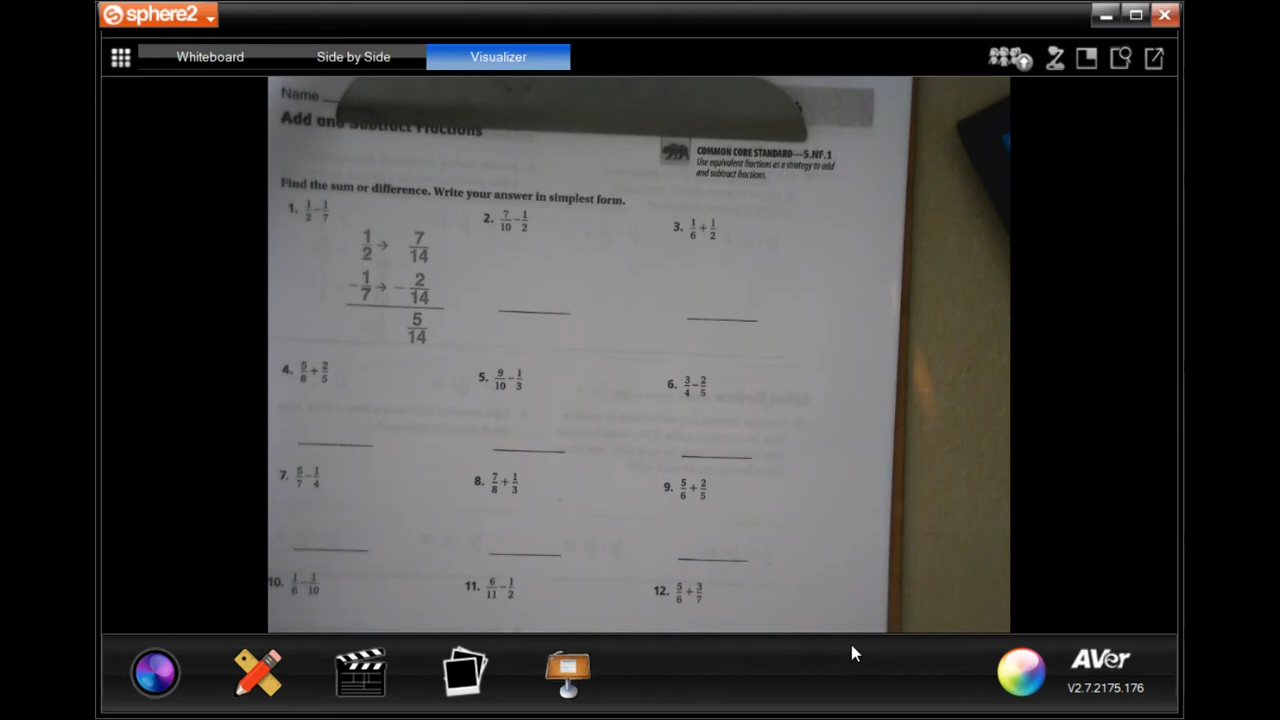 sphere2
Whiteboard Side by Side Visualizer
Name
Add and Subtract Fractions
COMMON CORE STANDARD—5.NF.1
Use equivalent fractions as a strategy to add
and subtract fractions.
Find the sum or difference. Write your answer in simplest form.
1. 1/2 − 1/7
2. 7/10 − 1/2
3. 1/6 + 1/2
1/2 → 7/14
− 1/7 → − 2/14
5/14
4. 5/6 + 2/5
5. 9/10 − 1/3
6. 3/4 − 2/5
7. 5/7 − 1/4
8. 7/8 + 1/3
9. 5/6 + 2/5
10. 1/6 − 1/10
11. 6/11 − 1/2
12. 5/6 + 3/7
AVer
V2.7.2175.176